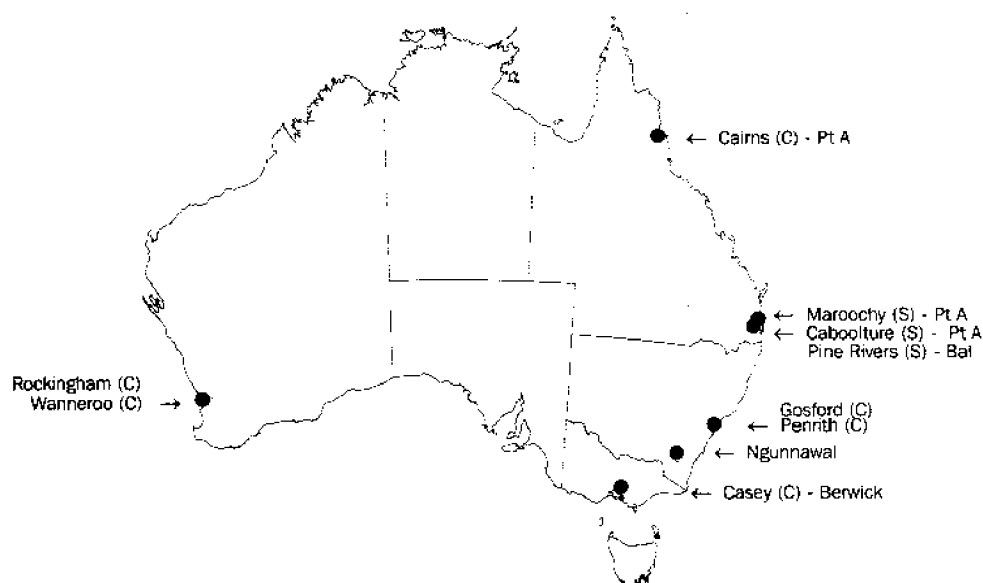 ← Cairns (C) - Pt A
← Maroochy (S) - Pt A
← Caboolture (S) - Pt A
Pine Rivers (S) - Bal
Rockingham (C)
Wanneroo (C) →
Gosford (C)
← Penrith (C)
← Ngunnawal
← Casey (C) - Berwick